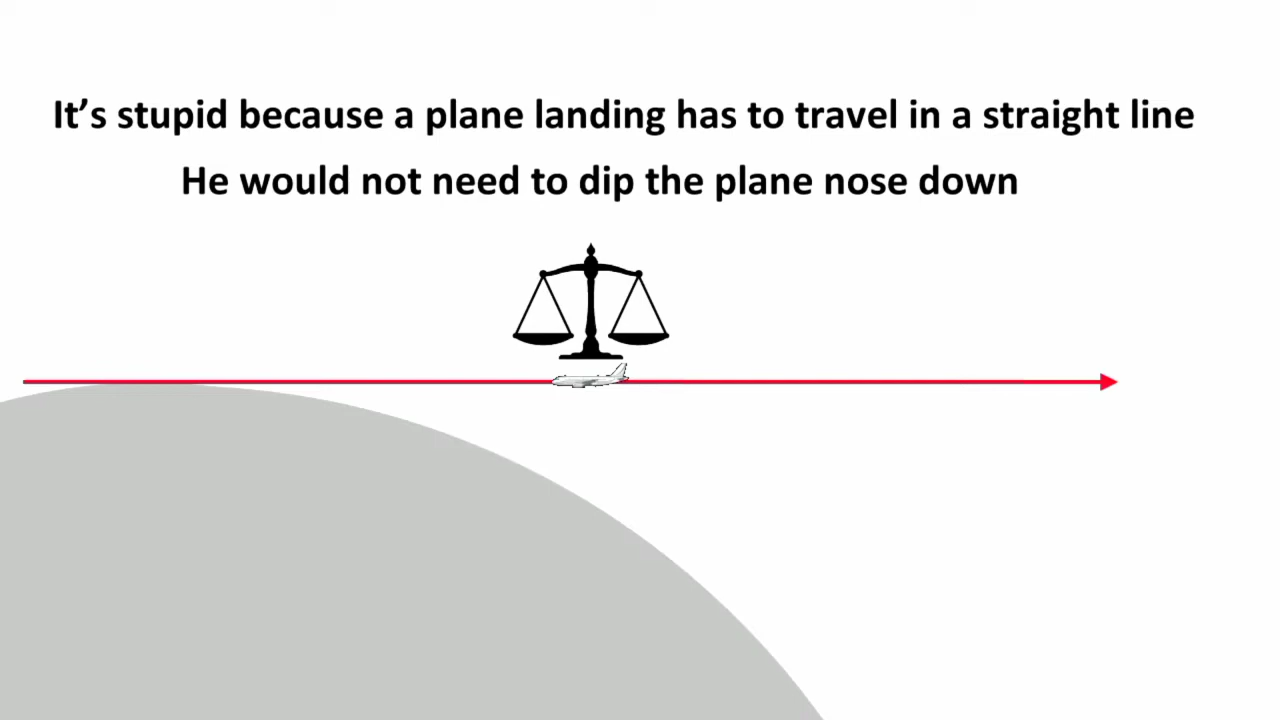 It's stupid because a plane landing has to travel in a straight line
He would not need to dip the plane nose down